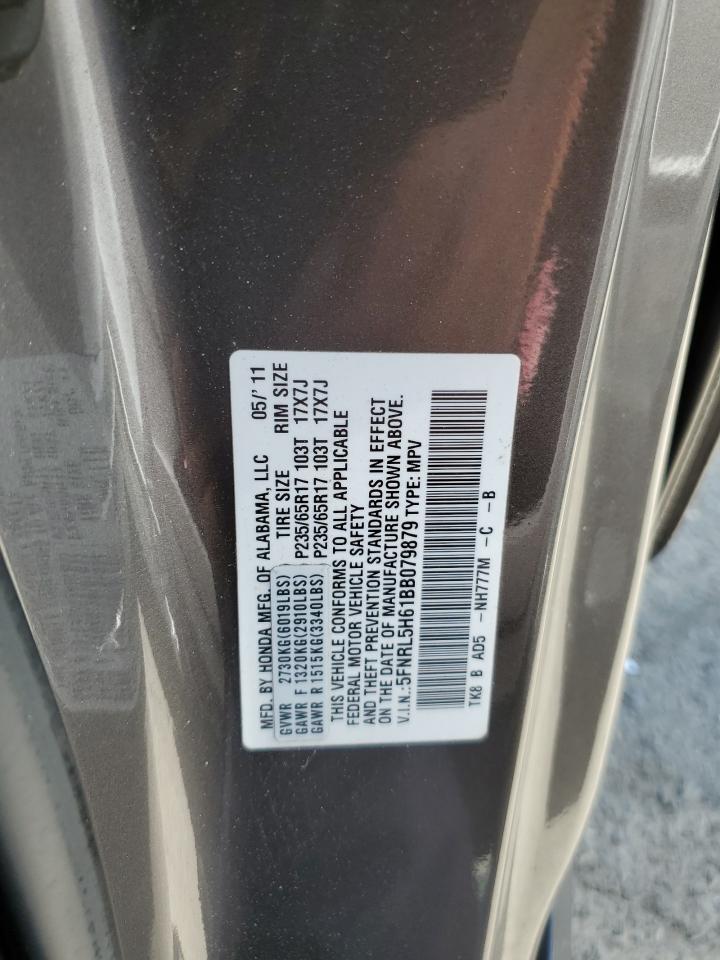 MFD. BY HONDA MFG. OF ALABAMA, LLC 05/'11
GVWR 2730KG(6019LBS) TIRE SIZE RIM SIZE
GAWR F 1320KG(2910LBS) P235/65R17 103T 17X7J
GAWR R 1515KG(3340LBS) P235/65R17 103T 17X7J
THIS VEHICLE CONFORMS TO ALL APPLICABLE
FEDERAL MOTOR VEHICLE SAFETY
AND THEFT PREVENTION STANDARDS IN EFFECT
ON THE DATE OF MANUFACTURE SHOWN ABOVE.
V.I.N.:5FNRL5H61BB079879 TYPE: MPV
TK8 B AD5 -NH777M -C -B